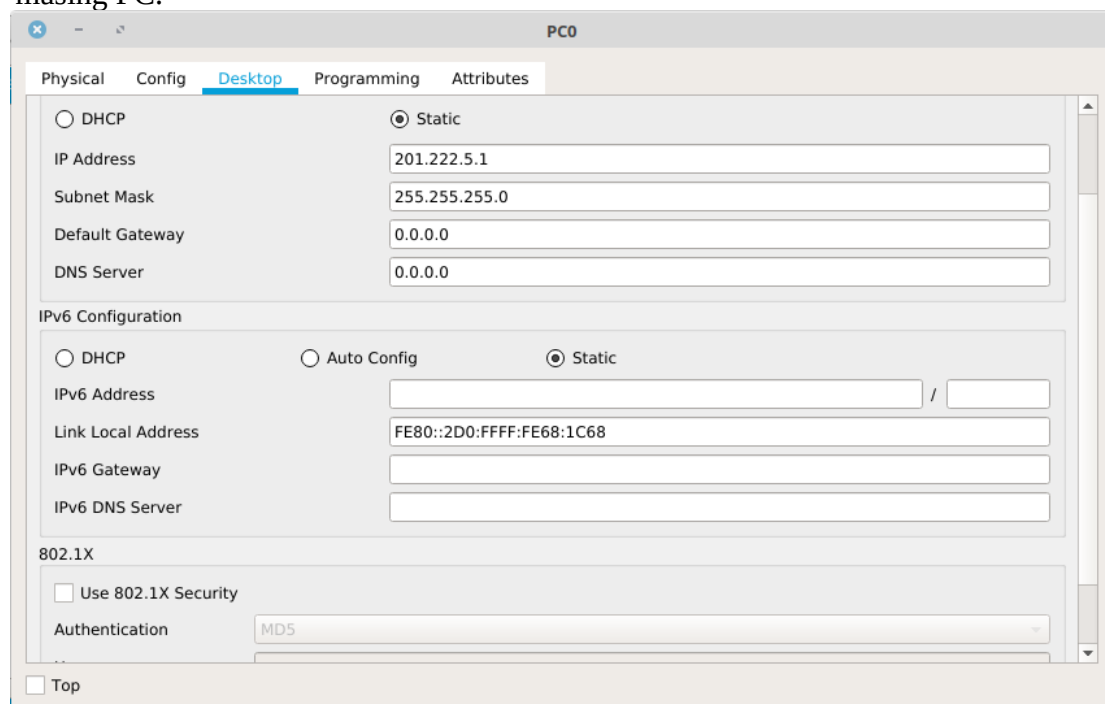 PC0
Physical Config Desktop Programming Attributes
DHCP Static
IP Address 201.222.5.1
Subnet Mask 255.255.255.0
Default Gateway 0.0.0.0
DNS Server 0.0.0.0
IPv6 Configuration
DHCP Auto Config Static
IPv6 Address /
Link Local Address FE80::2D0:FFFF:FE68:1C68
IPv6 Gateway
IPv6 DNS Server
802.1X
Use 802.1X Security
Authentication MD5
Top